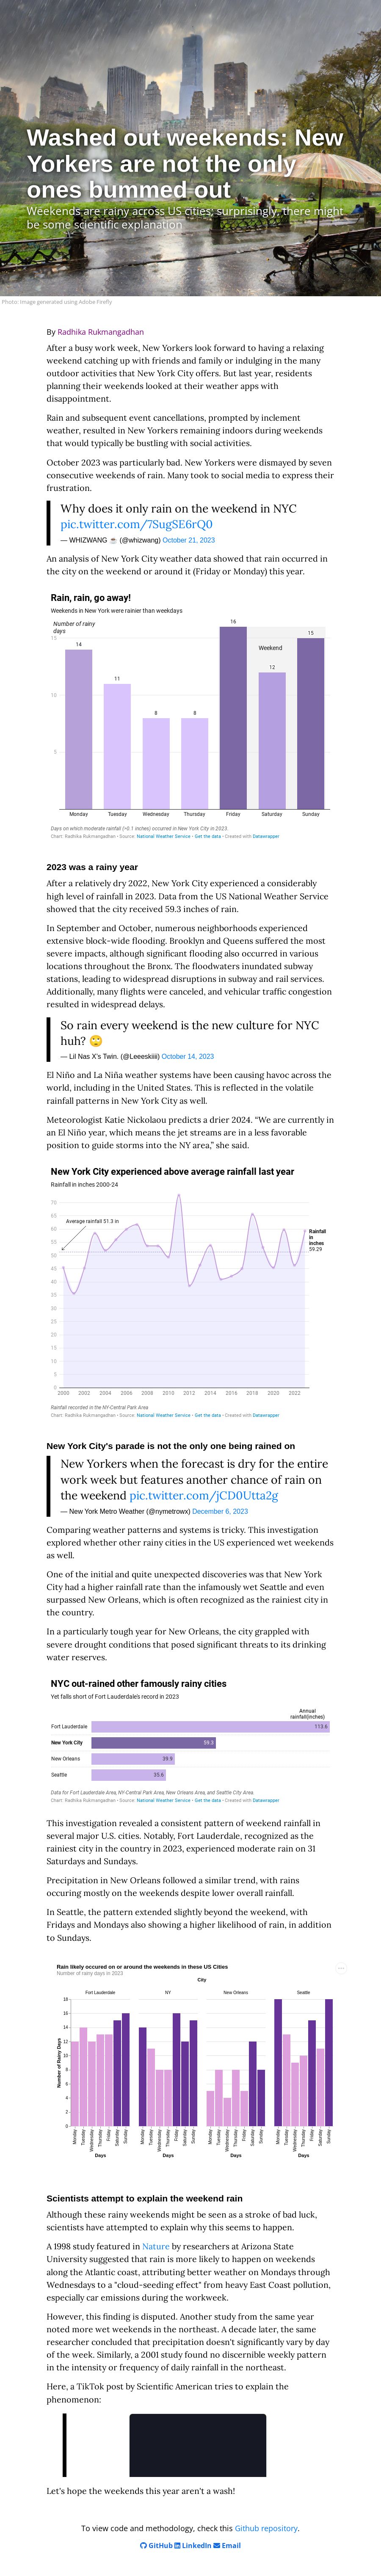 Washed out weekends: New
Yorkers are not the only
ones bummed out
Weekends are rainy across US cities; surprisingly, there might
be some scientific explanation
Photo: Image generated using Adobe Firefly
By Radhika Rukmangadhan
After a busy work week, New Yorkers look forward to having a relaxing
weekend catching up with friends and family or indulging in the many
outdoor activities that New York City offers. But last year, residents
planning their weekends looked at their weather apps with
disappointment.
Rain and subsequent event cancellations, prompted by inclement
weather, resulted in New Yorkers remaining indoors during weekends
that would typically be bustling with social activities.
October 2023 was particularly bad. New Yorkers were dismayed by seven
consecutive weekends of rain. Many took to social media to express their
frustration.
Why does it only rain on the weekend in NYC
pic.twitter.com/7SugSE6rQ0
— WHIZWANG ☕ (@whizwang) October 21, 2023
An analysis of New York City weather data showed that rain occurred in
the city on the weekend or around it (Friday or Monday) this year.
Rain, rain, go away!
Weekends in New York were rainier than weekdays
Number of rainy
days
15
10
5
14
11
8
8
16
12
15
Weekend
Monday Tuesday Wednesday Thursday Friday Saturday Sunday
Days on which moderate rainfall (>0.1 inches) occurred in New York City in 2023.
Chart: Radhika Rukmangadhan • Source: National Weather Service • Get the data • Created with Datawrapper
2023 was a rainy year
After a relatively dry 2022, New York City experienced a considerably
high level of rainfall in 2023. Data from the US National Weather Service
showed that the city received 59.3 inches of rain.
In September and October, numerous neighborhoods experienced
extensive block-wide flooding. Brooklyn and Queens suffered the most
severe impacts, although significant flooding also occurred in various
locations throughout the Bronx. The floodwaters inundated subway
stations, leading to widespread disruptions in subway and rail services.
Additionally, many flights were canceled, and vehicular traffic congestion
resulted in widespread delays.
So rain every weekend is the new culture for NYC
huh? 🙄
— Lil Nas X's Twin. (@Leeeskiii) October 14, 2023
El Niño and La Niña weather systems have been causing havoc across the
world, including in the United States. This is reflected in the volatile
rainfall patterns in New York City as well.
Meteorologist Katie Nickolaou predicts a drier 2024. “We are currently in
an El Niño year, which means the jet streams are in a less favorable
position to guide storms into the NY area,” she said.
New York City experienced above average rainfall last year
Rainfall in inches 2000-24
70
65
60
55
50
45
40
35
30
25
20
15
10
5
0
Average rainfall 51.3 in
Rainfall
in
inches
59.29
2000 2002 2004 2006 2008 2010 2012 2014 2016 2018 2020 2022
Rainfall recorded in the NY-Central Park Area
Chart: Radhika Rukmangadhan • Source: National Weather Service • Get the data • Created with Datawrapper
New York City's parade is not the only one being rained on
New Yorkers when the forecast is dry for the entire
work week but features another chance of rain on
the weekend pic.twitter.com/jCD0Utta2g
— New York Metro Weather (@nymetrowx) December 6, 2023
Comparing weather patterns and systems is tricky. This investigation
explored whether other rainy cities in the US experienced wet weekends
as well.
One of the initial and quite unexpected discoveries was that New York
City had a higher rainfall rate than the infamously wet Seattle and even
surpassed New Orleans, which is often recognized as the rainiest city in
the country.
In a particularly tough year for New Orleans, the city grappled with
severe drought conditions that posed significant threats to its drinking
water reserves.
NYC out-rained other famously rainy cities
Yet falls short of Fort Lauderdale's record in 2023
Annual
rainfall(inches)
Fort Lauderdale 113.6
New York City 59.3
New Orleans 39.9
Seattle 35.6
Data for Fort Lauderdale Area, NY-Central Park Area, New Orleans Area, and Seattle City Area
Chart: Radhika Rukmangadhan • Source: National Weather Service • Get the data • Created with Datawrapper
This investigation revealed a consistent pattern of weekend rainfall in
several major U.S. cities. Notably, Fort Lauderdale, recognized as the
rainiest city in the country in 2023, experienced moderate rain on 31
Saturdays and Sundays.
Precipitation in New Orleans followed a similar trend, with rains
occuring mostly on the weekends despite lower overall rainfall.
In Seattle, the pattern extended slightly beyond the weekend, with
Fridays and Mondays also showing a higher likelihood of rain, in addition
to Sundays.
Rain likely occurred on or around the weekends in these US Cities
Number of rainy days in 2023
City
Fort Lauderdale NY New Orleans Seattle
Number of Rainy Days
18
16
14
12
10
8
6
4
2
0
Monday Tuesday Wednesday Thursday Friday Saturday Sunday
Monday Tuesday Wednesday Thursday Friday Saturday Sunday
Monday Tuesday Wednesday Thursday Friday Saturday Sunday
Monday Tuesday Wednesday Thursday Friday Saturday Sunday
Days Days Days Days
Scientists attempt to explain the weekend rain
Although these rainy weekends might be seen as a stroke of bad luck,
scientists have attempted to explain why this seems to happen.
A 1998 study featured in Nature by researchers at Arizona State
University suggested that rain is more likely to happen on weekends
along the Atlantic coast, attributing better weather on Mondays through
Wednesdays to a "cloud-seeding effect" from heavy East Coast pollution,
especially car emissions during the workweek.
However, this finding is disputed. Another study from the same year
noted more wet weekends in the northeast. A decade later, the same
researcher concluded that precipitation doesn't significantly vary by day
of the week. Similarly, a 2001 study found no discernible weekly pattern
in the intensity or frequency of daily rainfall in the northeast.
Here, a TikTok post by Scientific American tries to explain the
phenomenon:
Let's hope the weekends this year aren't a wash!
To view code and methodology, check this Github repository.
GitHub LinkedIn Email